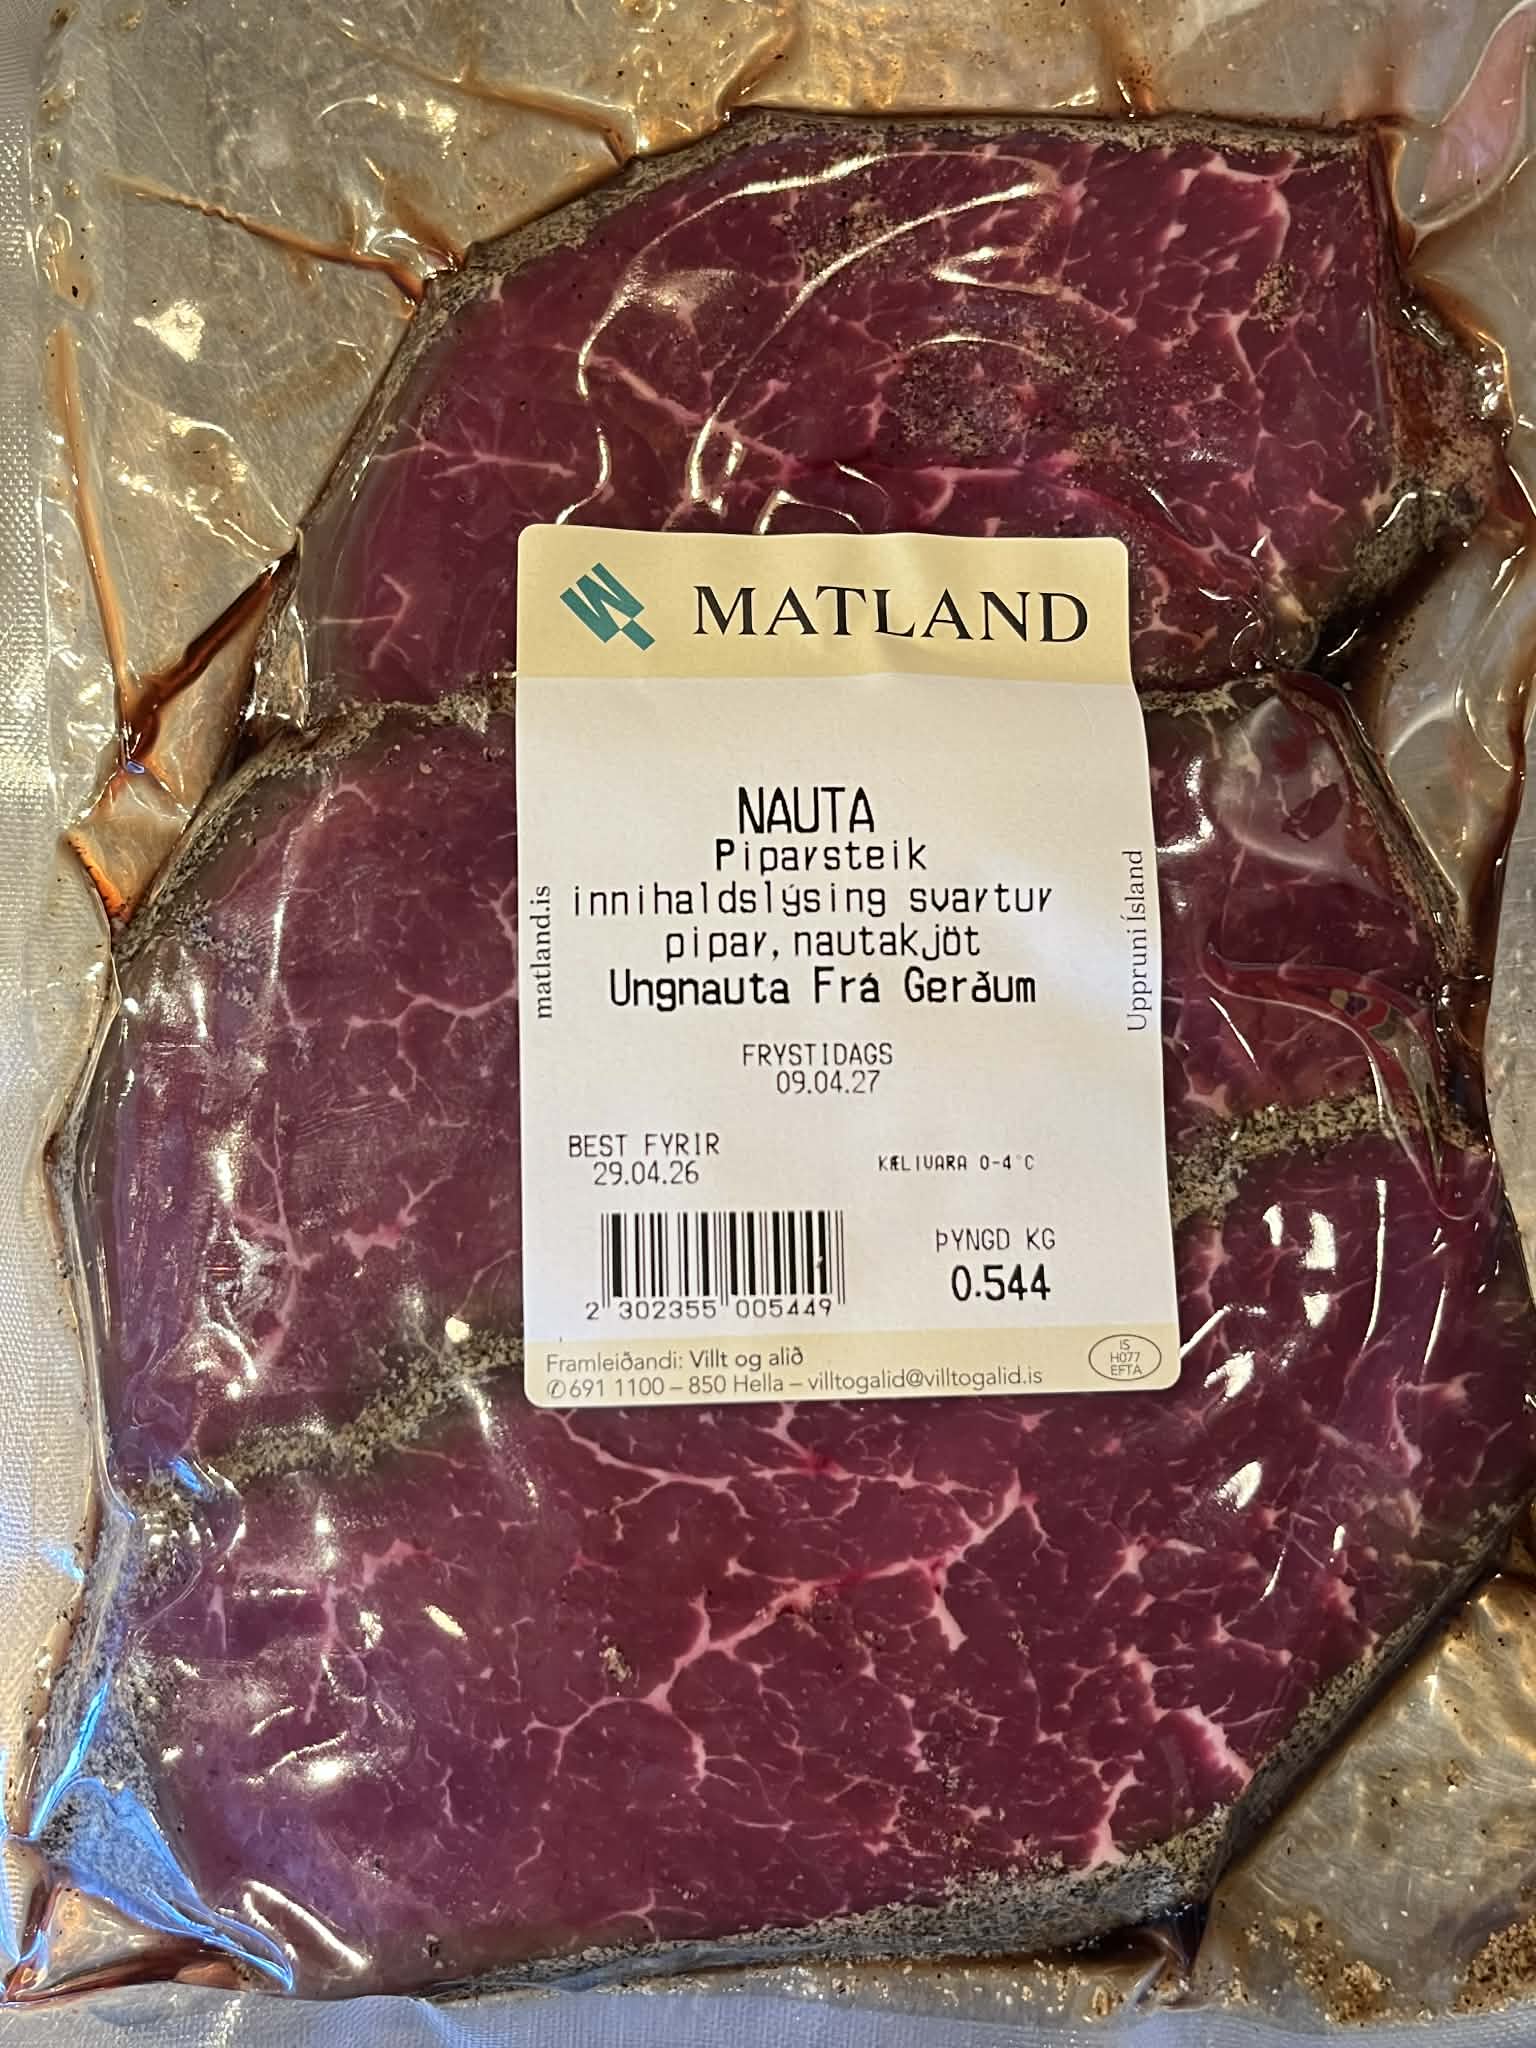 MATLAND
NAUTA
Piparsteik
innihaldslýsing svartur
pipar, nautakjöt
Ungnauta Frá Gerðum
matland.is
Uppruni Ísland
FRYSTIDAGS
09.04.27
BEST FYRIR
29.04.26
KÆLIVARA 0-4°C
ÞYNGD KG
0.544
2 302355 005449
Framleiðandi: Villt og alið
✆ 691 1100 – 850 Hella – villtogalid@villtogalid.is
IS
H077
EFTA